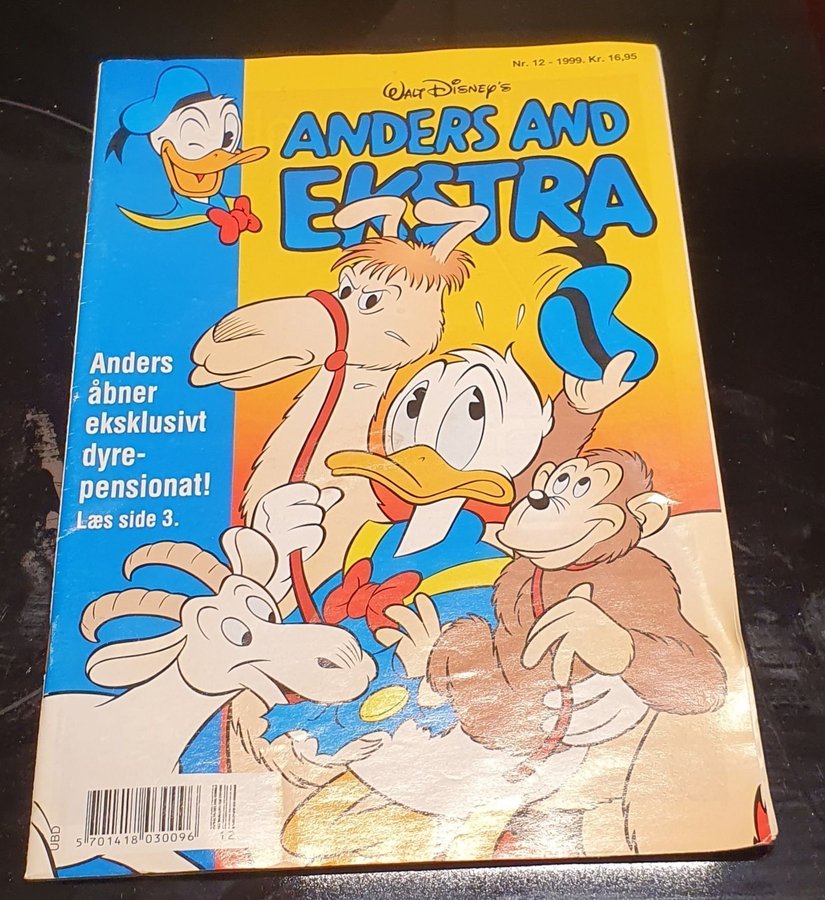 Nr. 12 - 1999. Kr. 16,95
WALT DISNEY'S
ANDERS AND
EKSTRA
Anders
åbner
eksklusivt
dyre-
pensionat!
Læs side 3.
UBD
5 701418 030096
12